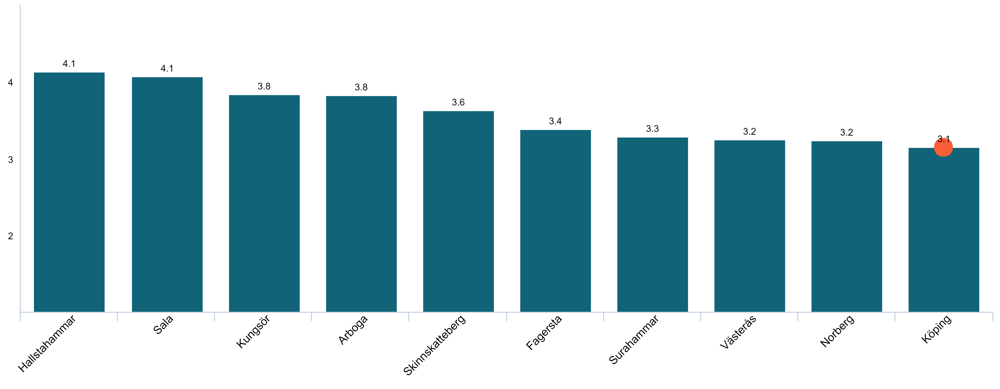 4.1
4.1
3.8
3.8
3.6
3.4
3.3
3.2
3.2
3.1
4
3
2
Hallstahammar
Sala
Kungsör
Arboga
Skinnskatteberg
Fagersta
Surahammar
Västerås
Norberg
Köping